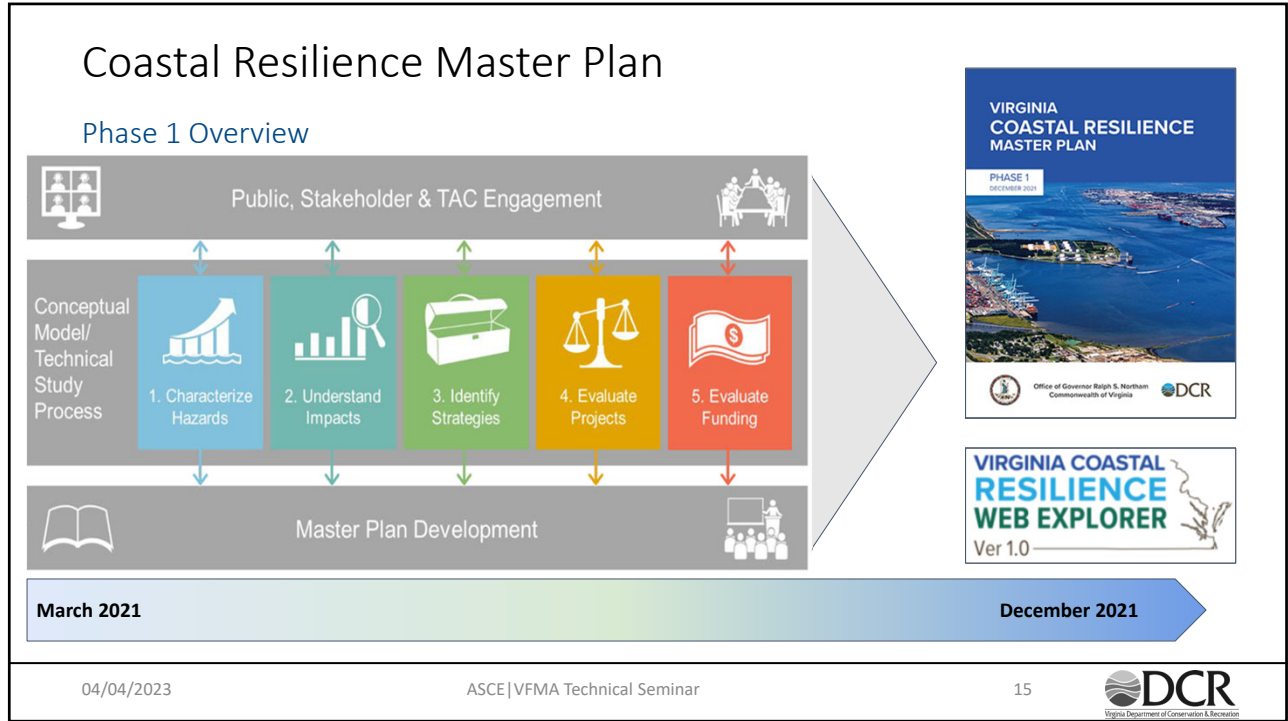 Coastal Resilience Master Plan
Phase 1 Overview
Public, Stakeholder & TAC Engagement
Conceptual
Model/
Technical
Study
Process
1. Characterize
Hazards
2. Understand
Impacts
3. Identify
Strategies
4. Evaluate
Projects
$
5. Evaluate
Funding
Master Plan Development
March 2021
December 2021
VIRGINIA
COASTAL RESILIENCE
MASTER PLAN
PHASE 1
DECEMBER 2021
Office of Governor Ralph S. Northam
Commonwealth of Virginia
DCR
VIRGINIA COASTAL
RESILIENCE
WEB EXPLORER
Ver 1.0
04/04/2023
ASCE|VFMA Technical Seminar
15
DCR
Virginia Department of Conservation & Recreation